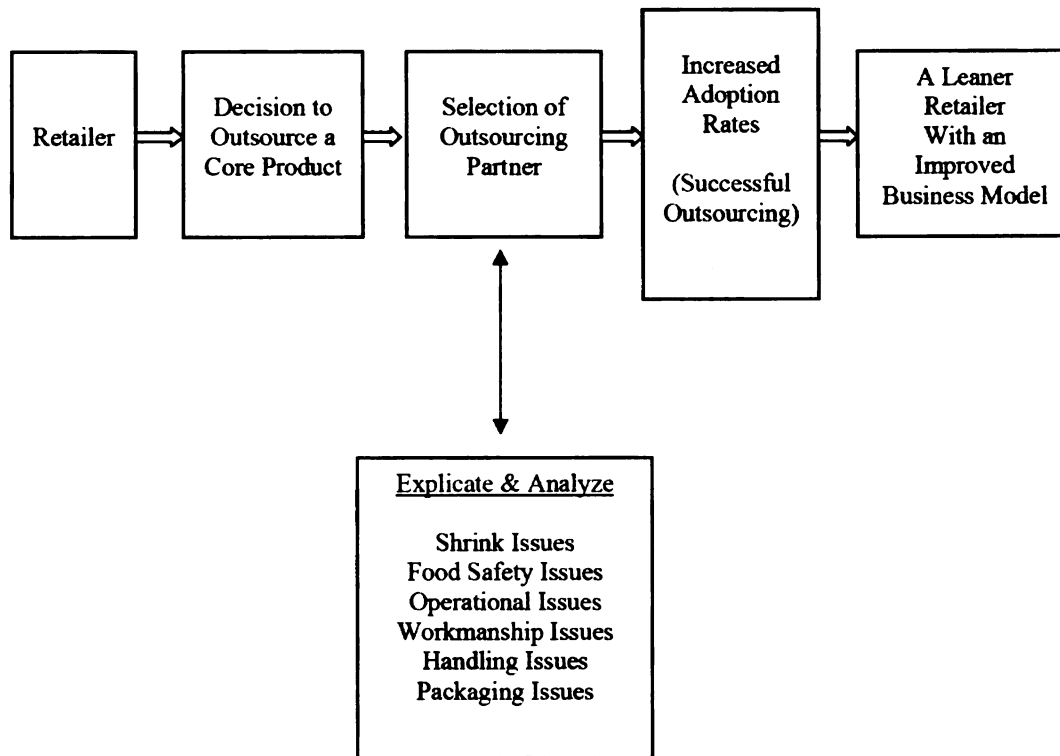 Retailer
Decision to
Outsource a
Core Product
Selection of
Outsourcing
Partner
Increased
Adoption
Rates
(Successful
Outsourcing)
A Leaner
Retailer
With an
Improved
Business Model
Explicate & Analyze
Shrink Issues
Food Safety Issues
Operational Issues
Workmanship Issues
Handling Issues
Packaging Issues